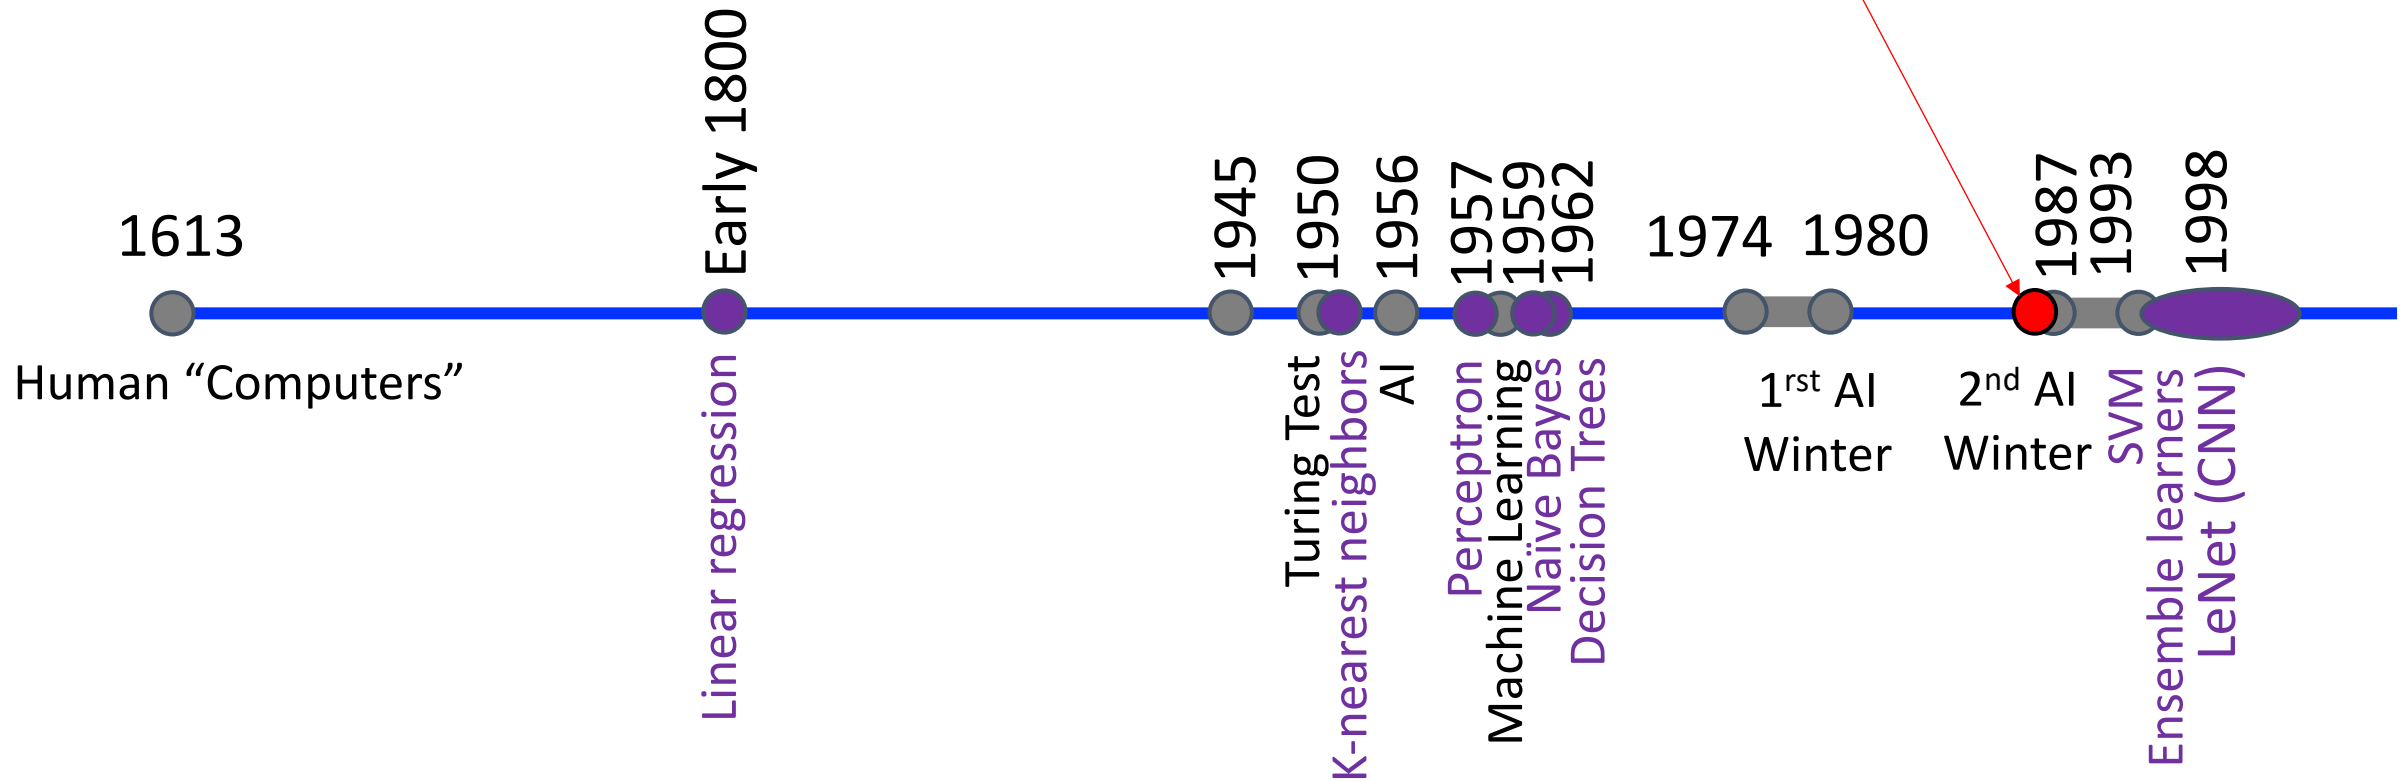 1613
Early 1800
1945
1950
1956
1957
1959
1962
1974
1980
1987
1993
1998
Human “Computers”
Linear regression
Turing Test
K-nearest neighbors
AI
Perceptron
Machine Learning
Naïve Bayes
Decision Trees
1rst AI
Winter
2nd AI
Winter
SVM
Ensemble learners
LeNet (CNN)